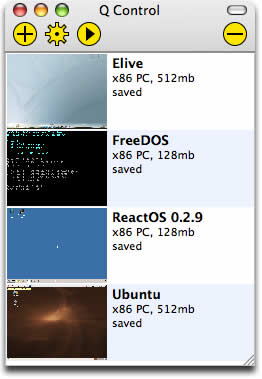 Q Control
Elive
x86 PC, 512mb
saved
FreeDOS
x86 PC, 128mb
saved
ReactOS 0.2.9
x86 PC, 128mb
saved
Ubuntu
x86 PC, 512mb
saved